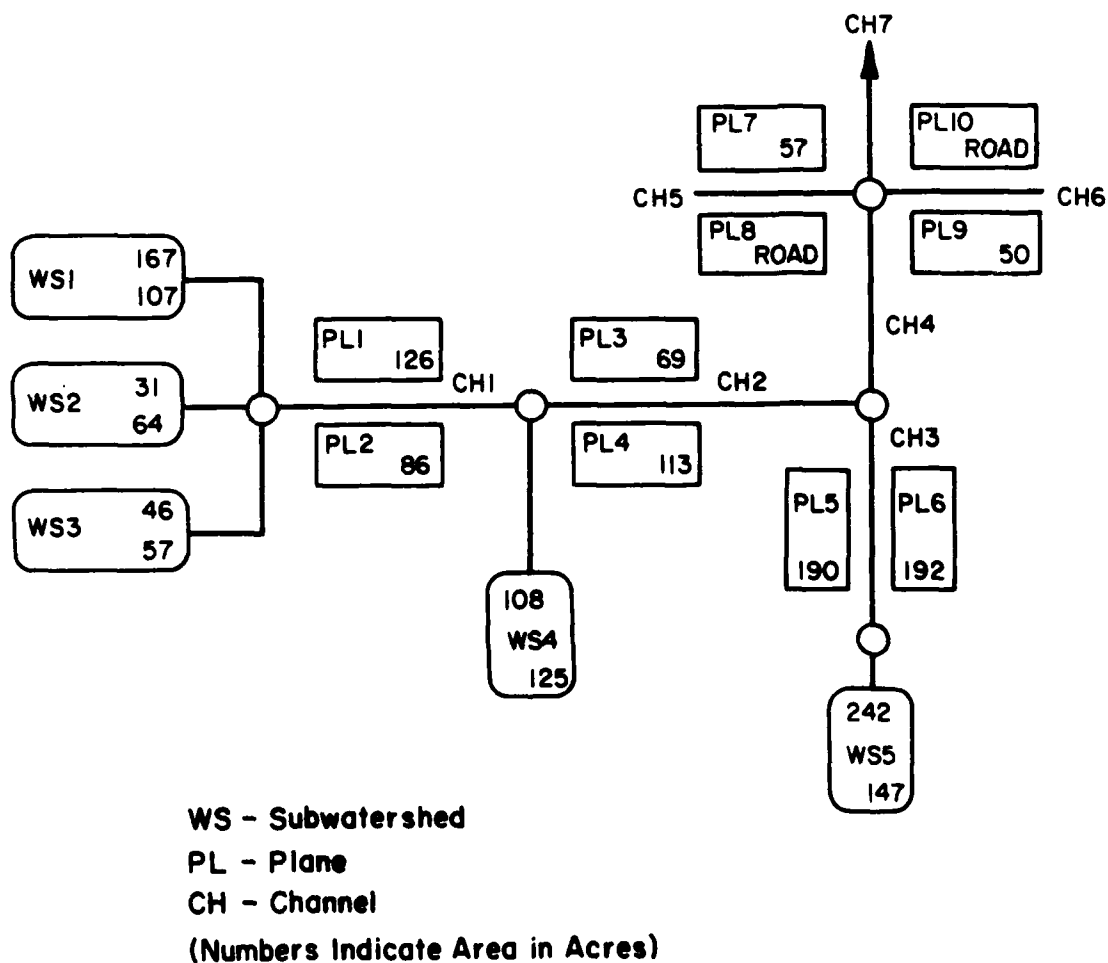 CH7
PL7
57
PL10
ROAD
CH5
CH6
PL8
ROAD
PL9
50
WS1
167
107
CH4
PL1
126
PL3
69
CH1
CH2
WS2
31
64
PL2
86
PL4
113
CH3
WS3
46
57
PL5
190
PL6
192
108
WS4
125
242
WS5
147
WS - Subwatershed
PL - Plane
CH - Channel
(Numbers Indicate Area in Acres)